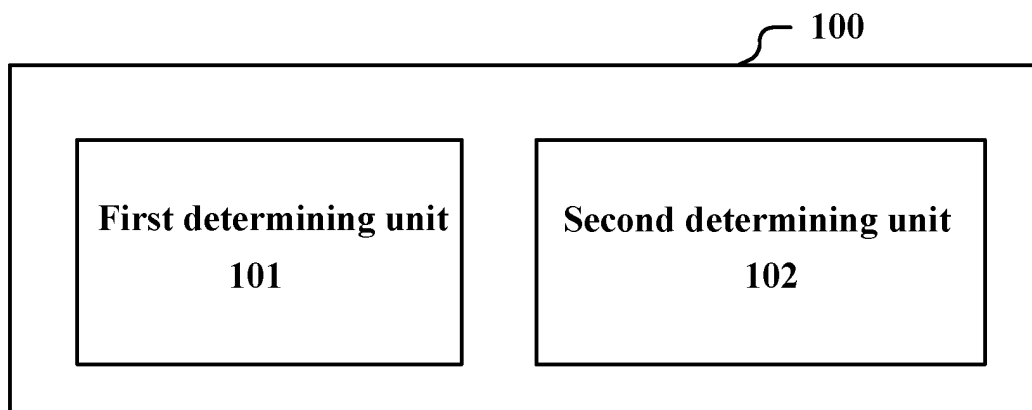 100
First determining unit
101
Second determining unit
102